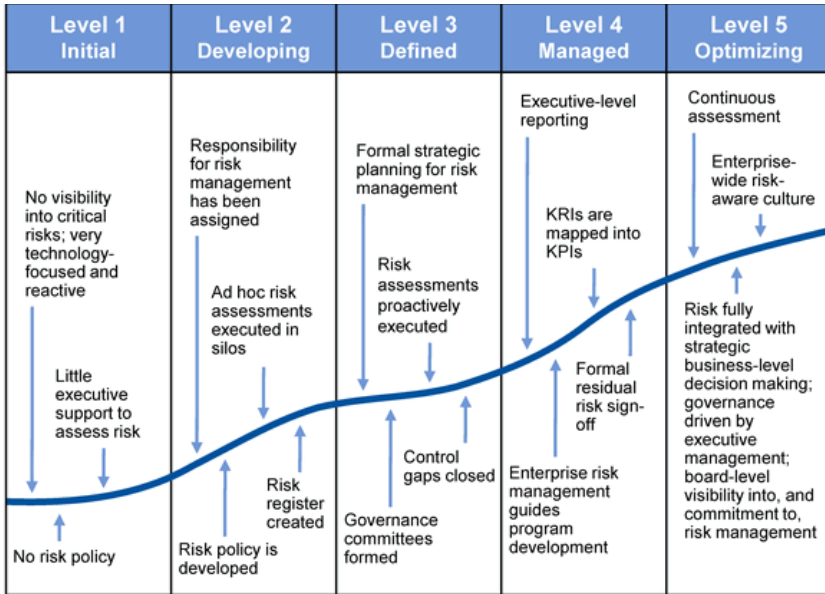 Level 1
Initial
Level 2
Developing
Level 3
Defined
Level 4
Managed
Level 5
Optimizing
No visibility
into critical
risks; very
technology-
focused and
reactive
Little
executive
support to
assess risk
No risk policy
Responsibility
for risk
management
has been
assigned
Ad hoc risk
assessments
executed in
silos
Risk
register
created
Risk policy is
developed
Formal strategic
planning for risk
management
Risk
assessments
proactively
executed
Control
gaps closed
Governance
committees
formed
Executive-level
reporting
KRIs are
mapped into
KPIs
Formal
residual
risk sign-
off
Enterprise risk
management
guides
program
development
Continuous
assessment
Enterprise-
wide risk-
aware culture
Risk fully
integrated with
strategic
business-level
decision making;
governance
driven by
executive
management;
board-level
visibility into, and
commitment to,
risk management